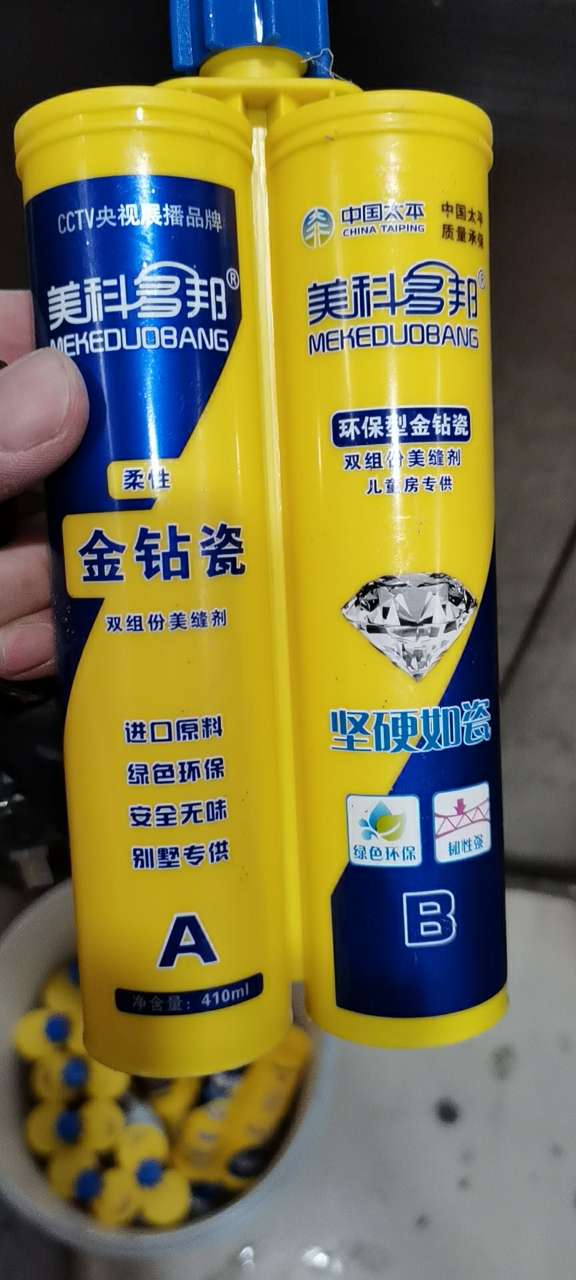 CCTV央视展播品牌
美科多邦®
MEKEDUOBANG
柔性
金钻瓷
双组份美缝剂
进口原料
绿色环保
安全无味
别墅专供
A
净含量：410ml
中国太平
CHINA TAIPING
中国太平
质量承保
美科多邦®
MEKEDUOBANG
环保型金钻瓷
双组份美缝剂
儿童房专供
坚硬如瓷
绿色环保
韧性强
B